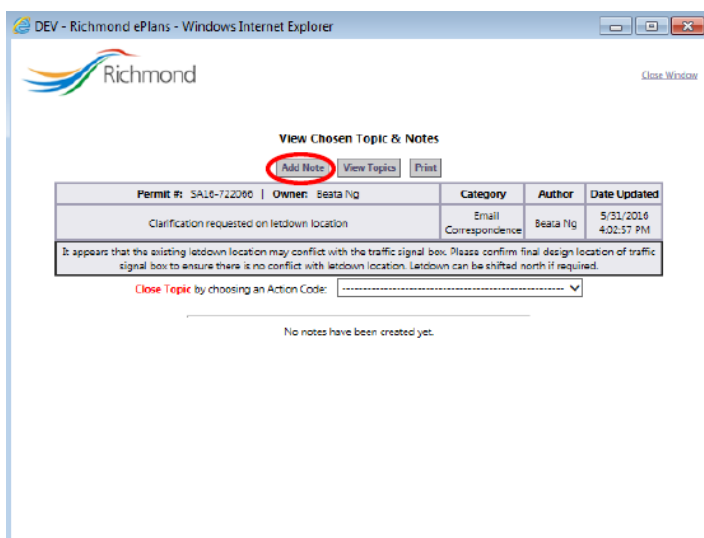 DEV - Richmond ePlans - Windows Internet Explorer
Richmond
Close Window
View Chosen Topic & Notes
Add Note View Topics Print
Permit #: SA16-722066 | Owner: Beata Ng Category Author Date Updated
Clarification requested on letdown location Email Correspondence Beata Ng 5/31/2016 4:02:57 PM
It appears that the existing letdown location may conflict with the traffic signal box. Please confirm final design location of traffic
signal box to ensure there is no conflict with letdown location. Letdown can be shifted north if required.
Close Topic by choosing an Action Code: ----------------------------------------------------------
No notes have been created yet.